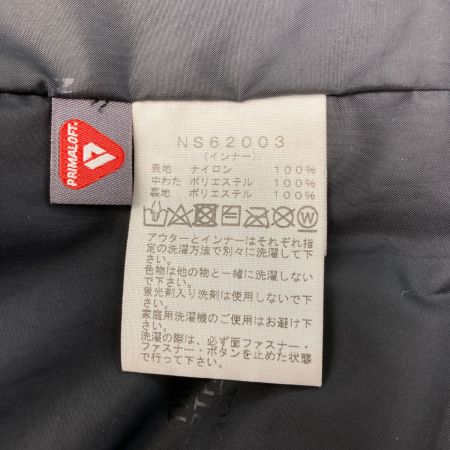 PRIMALOFT®
NS62003
(インナー)
表地 ナイロン 100%
中わた ポリエステル 100%
裏地 ポリエステル 100%
アウターとインナーはそれぞれ指
定の洗濯方法で別々に洗濯して下
さい。
色物は他の物と一緒に洗濯しない
で下さい。
蛍光剤入り洗剤は使用しないで下
さい。
家庭用洗濯機のご使用はお避け下
さい。
洗濯の際は、必ず面ファスナー・
ファスナー・ボタンを止めた状態
で行って下さい。